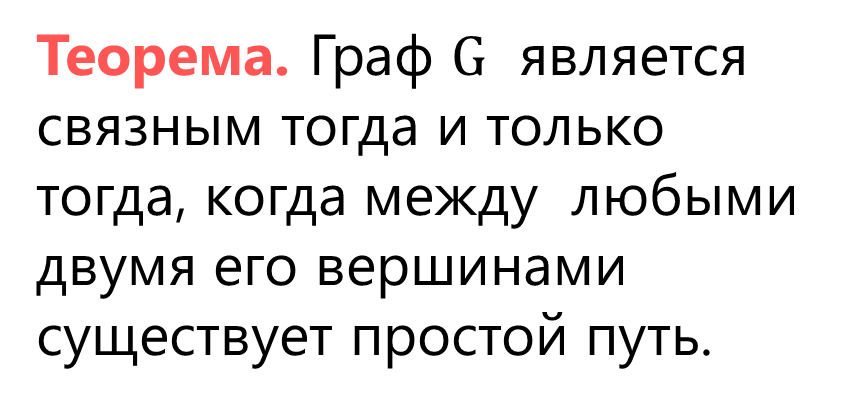 Теорема. Граф G является
связным тогда и только
тогда, когда между любыми
двумя его вершинами
существует простой путь.